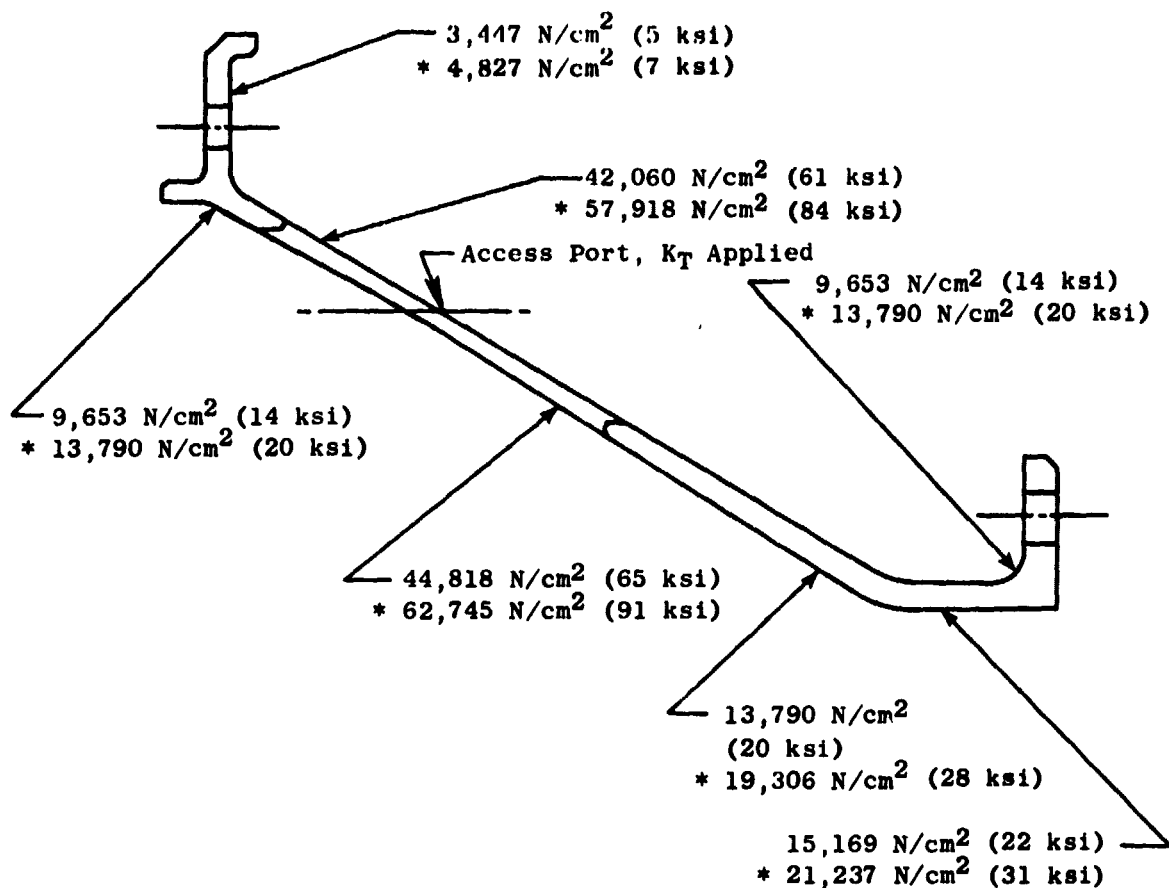 3,447 N/cm² (5 ksi)
* 4,827 N/cm² (7 ksi)
42,060 N/cm² (61 ksi)
* 57,918 N/cm² (84 ksi)
Access Port, K_T Applied
9,653 N/cm² (14 ksi)
* 13,790 N/cm² (20 ksi)
9,653 N/cm² (14 ksi)
* 13,790 N/cm² (20 ksi)
44,818 N/cm² (65 ksi)
* 62,745 N/cm² (91 ksi)
13,790 N/cm²
(20 ksi)
* 19,306 N/cm² (28 ksi)
15,169 N/cm² (22 ksi)
* 21,237 N/cm² (31 ksi)